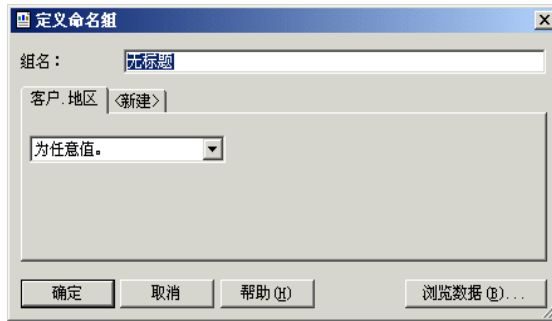 定义命名组
组名： 无标题
客户.地区 <新建>
为任意值。
确定 取消 帮助(H) 浏览数据(B)...